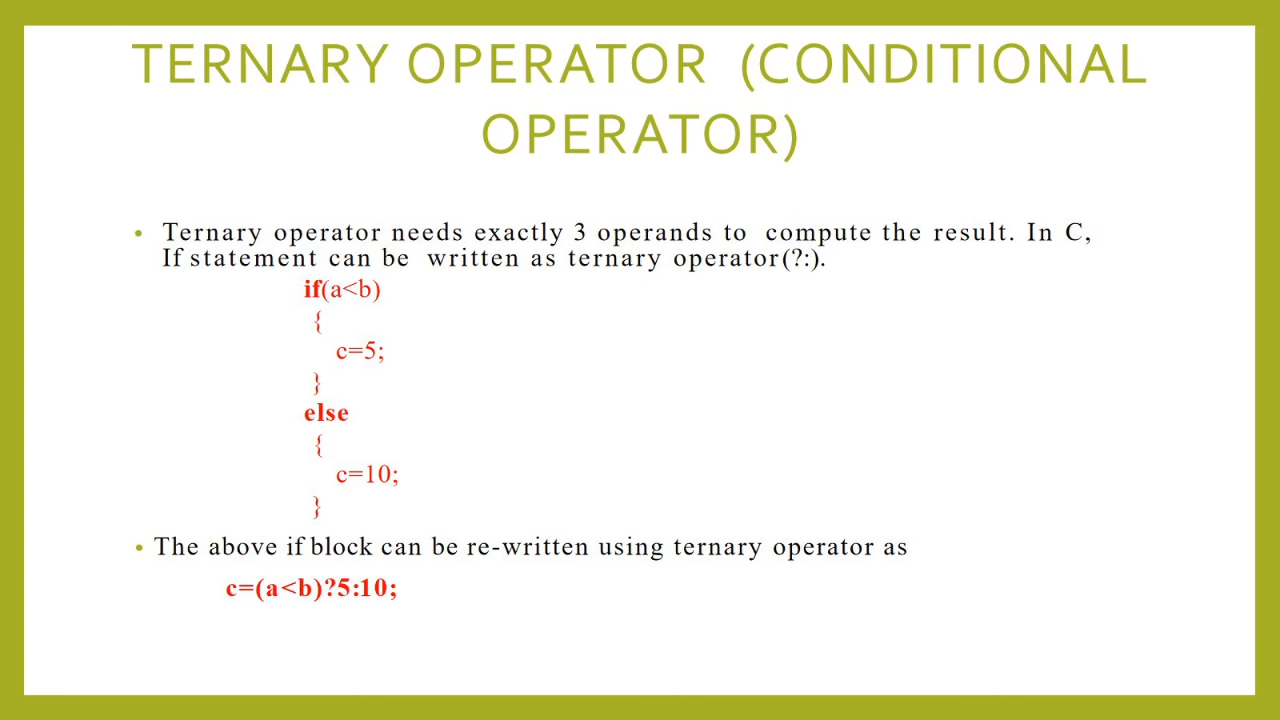 TERNARY OPERATOR (CONDITIONAL
OPERATOR)
• Ternary operator needs exactly 3 operands to compute the result. In C,
If statement can be written as ternary operator(?:).
if(a<b)
{
c=5;
}
else
{
c=10;
}
• The above if block can be re-written using ternary operator as
c=(a<b)?5:10;